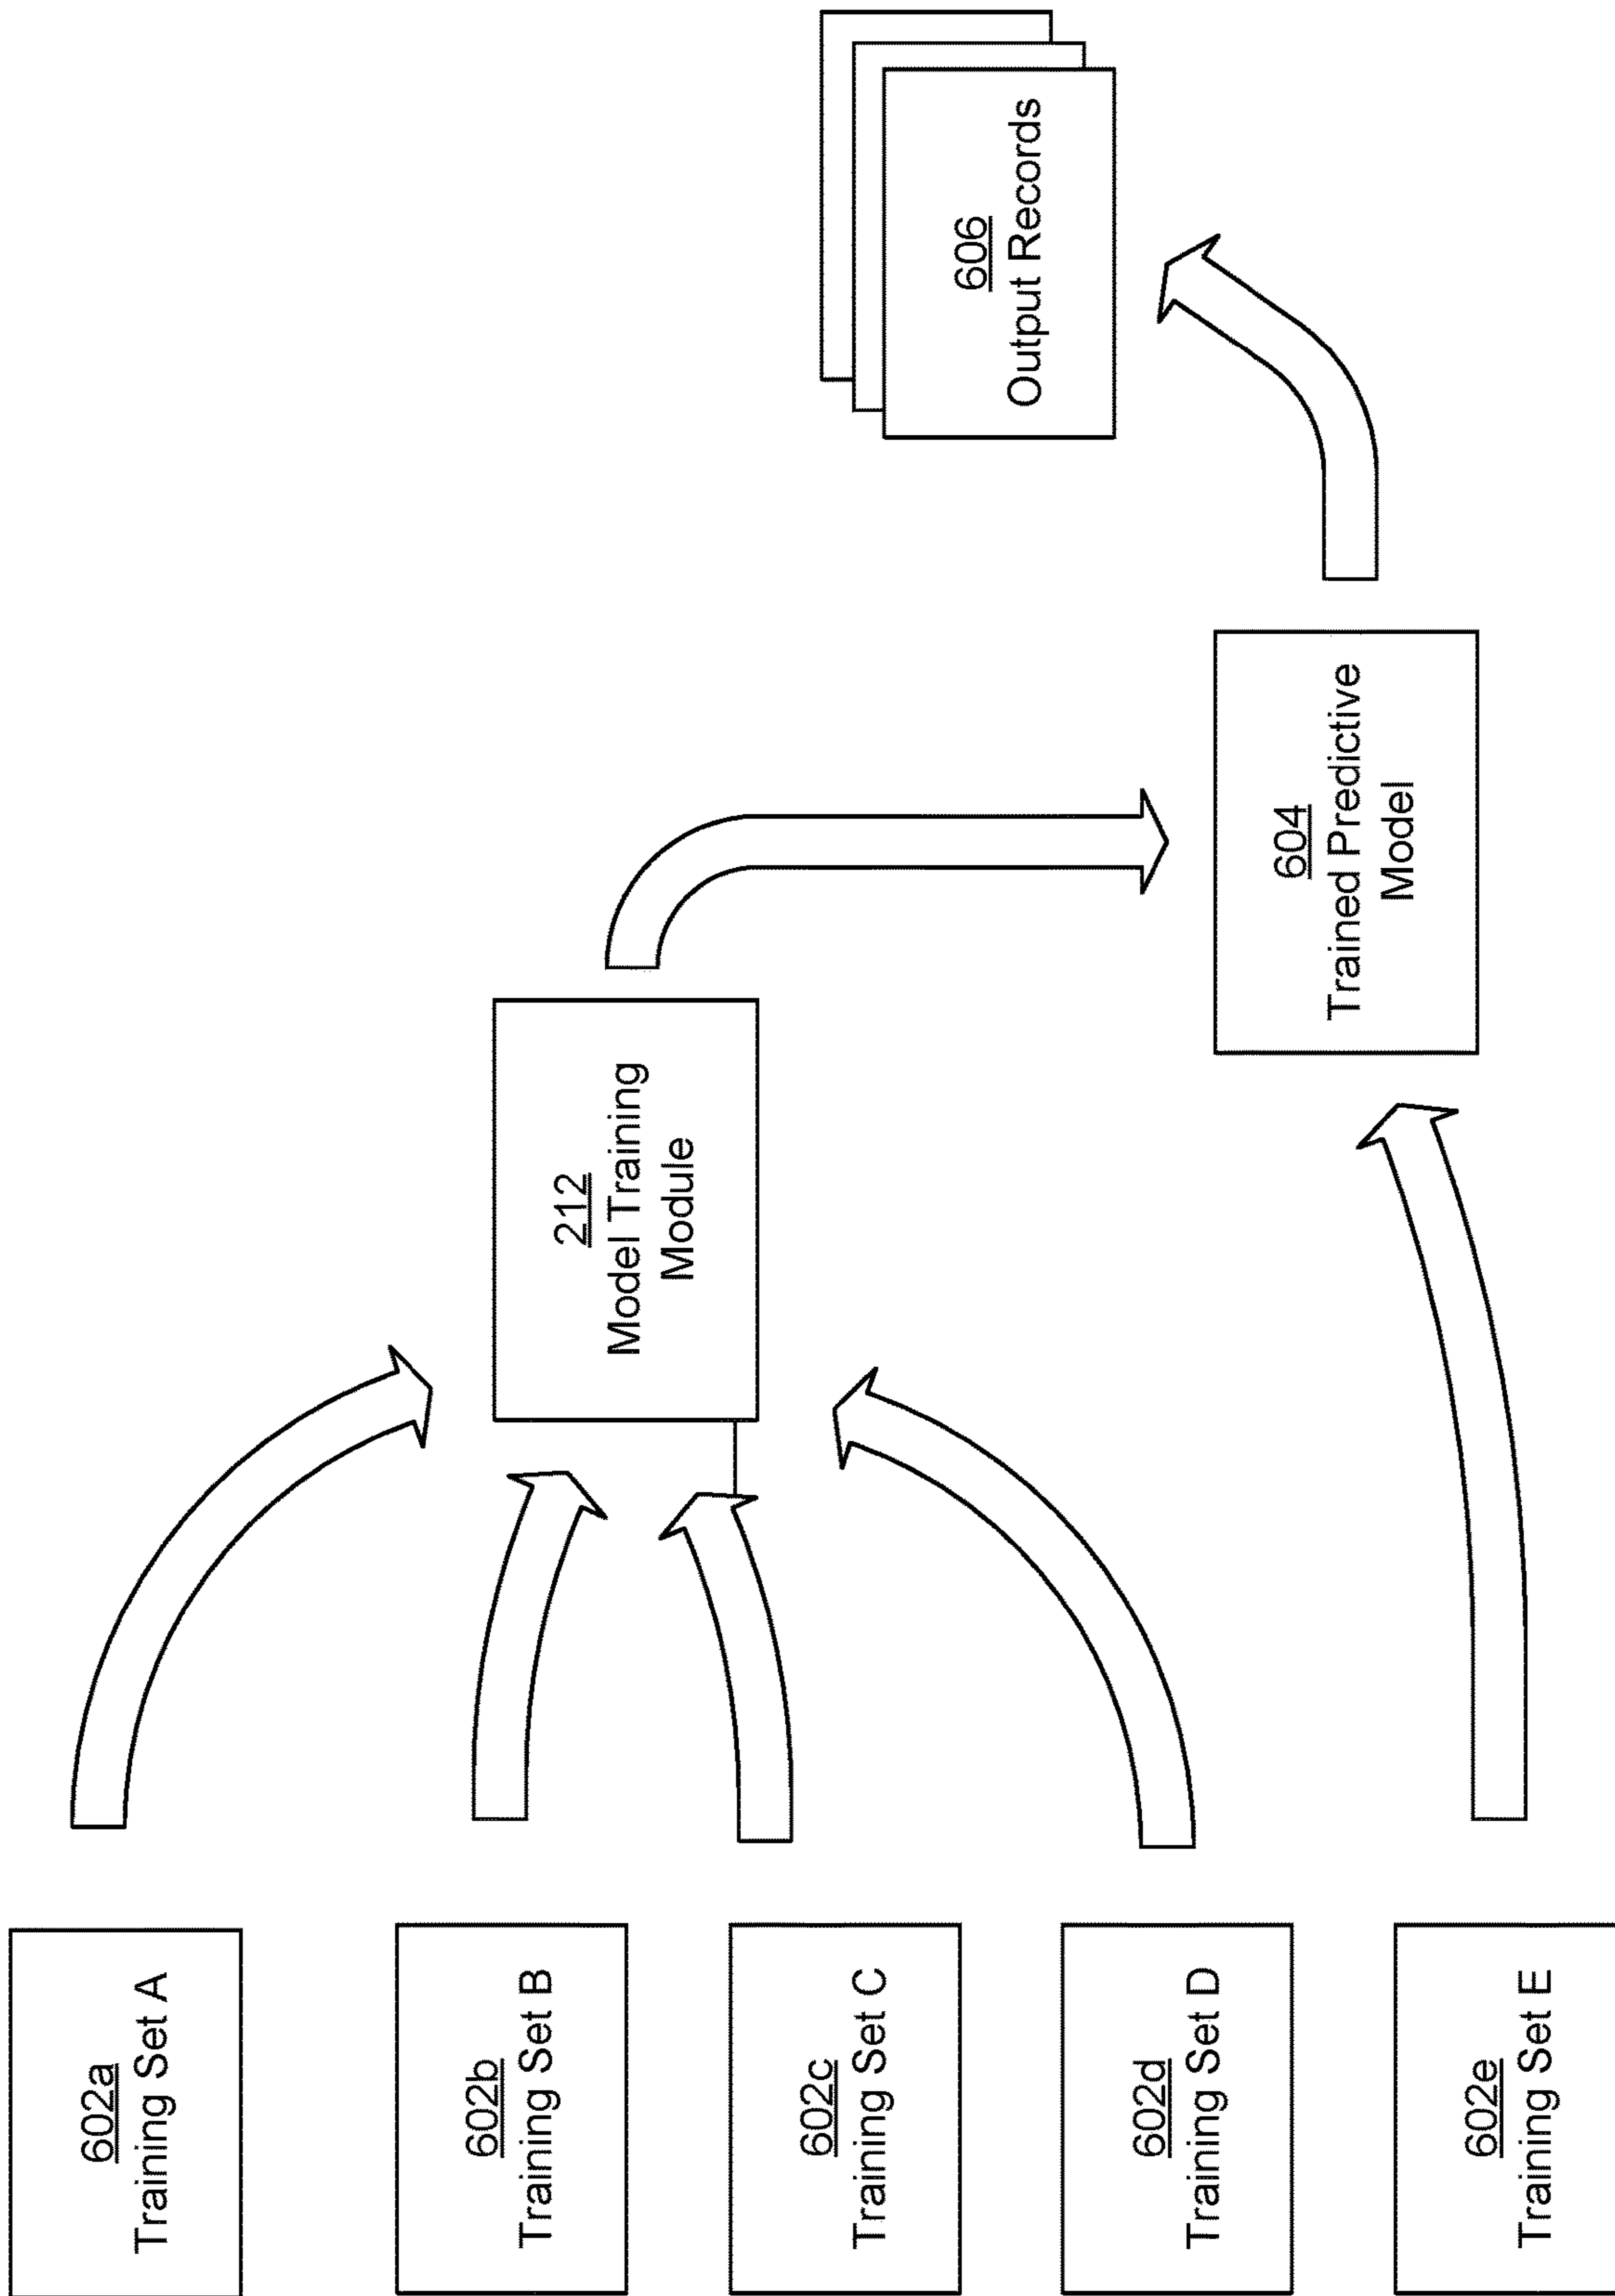 602a
Training Set A
602b
Training Set B
602c
Training Set C
602d
Training Set D
602e
Training Set E
212
Model Training
Module
604
Trained Predictive
Model
606
Output Records